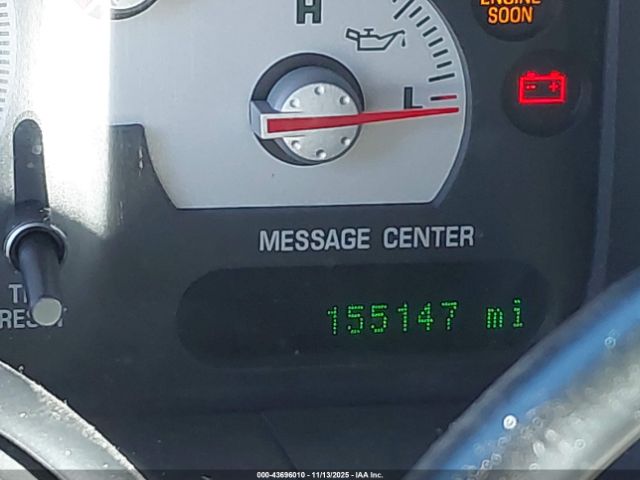 H
ENGINE
SOON
L
MESSAGE CENTER
155147 mi
000-43696010 - 11/13/2025 - IAA Inc.